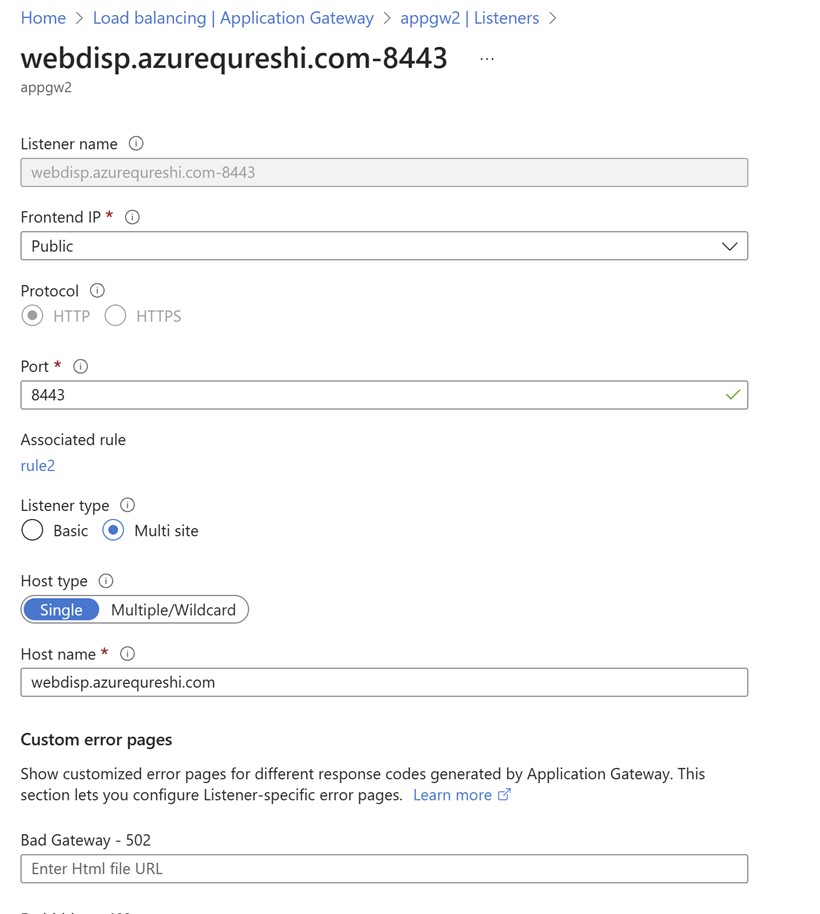 Home > Load balancing | Application Gateway > appgw2 | Listeners >
webdisp.azurequreshi.com-8443 ...
appgw2
Listener name
webdisp.azurequreshi.com-8443
Frontend IP *
Public
Protocol
HTTP HTTPS
Port *
8443
Associated rule
rule2
Listener type
Basic Multi site
Host type
Single Multiple/Wildcard
Host name *
webdisp.azurequreshi.com
Custom error pages
Show customized error pages for different response codes generated by Application Gateway. This
section lets you configure Listener-specific error pages. Learn more
Bad Gateway - 502
Enter Html file URL